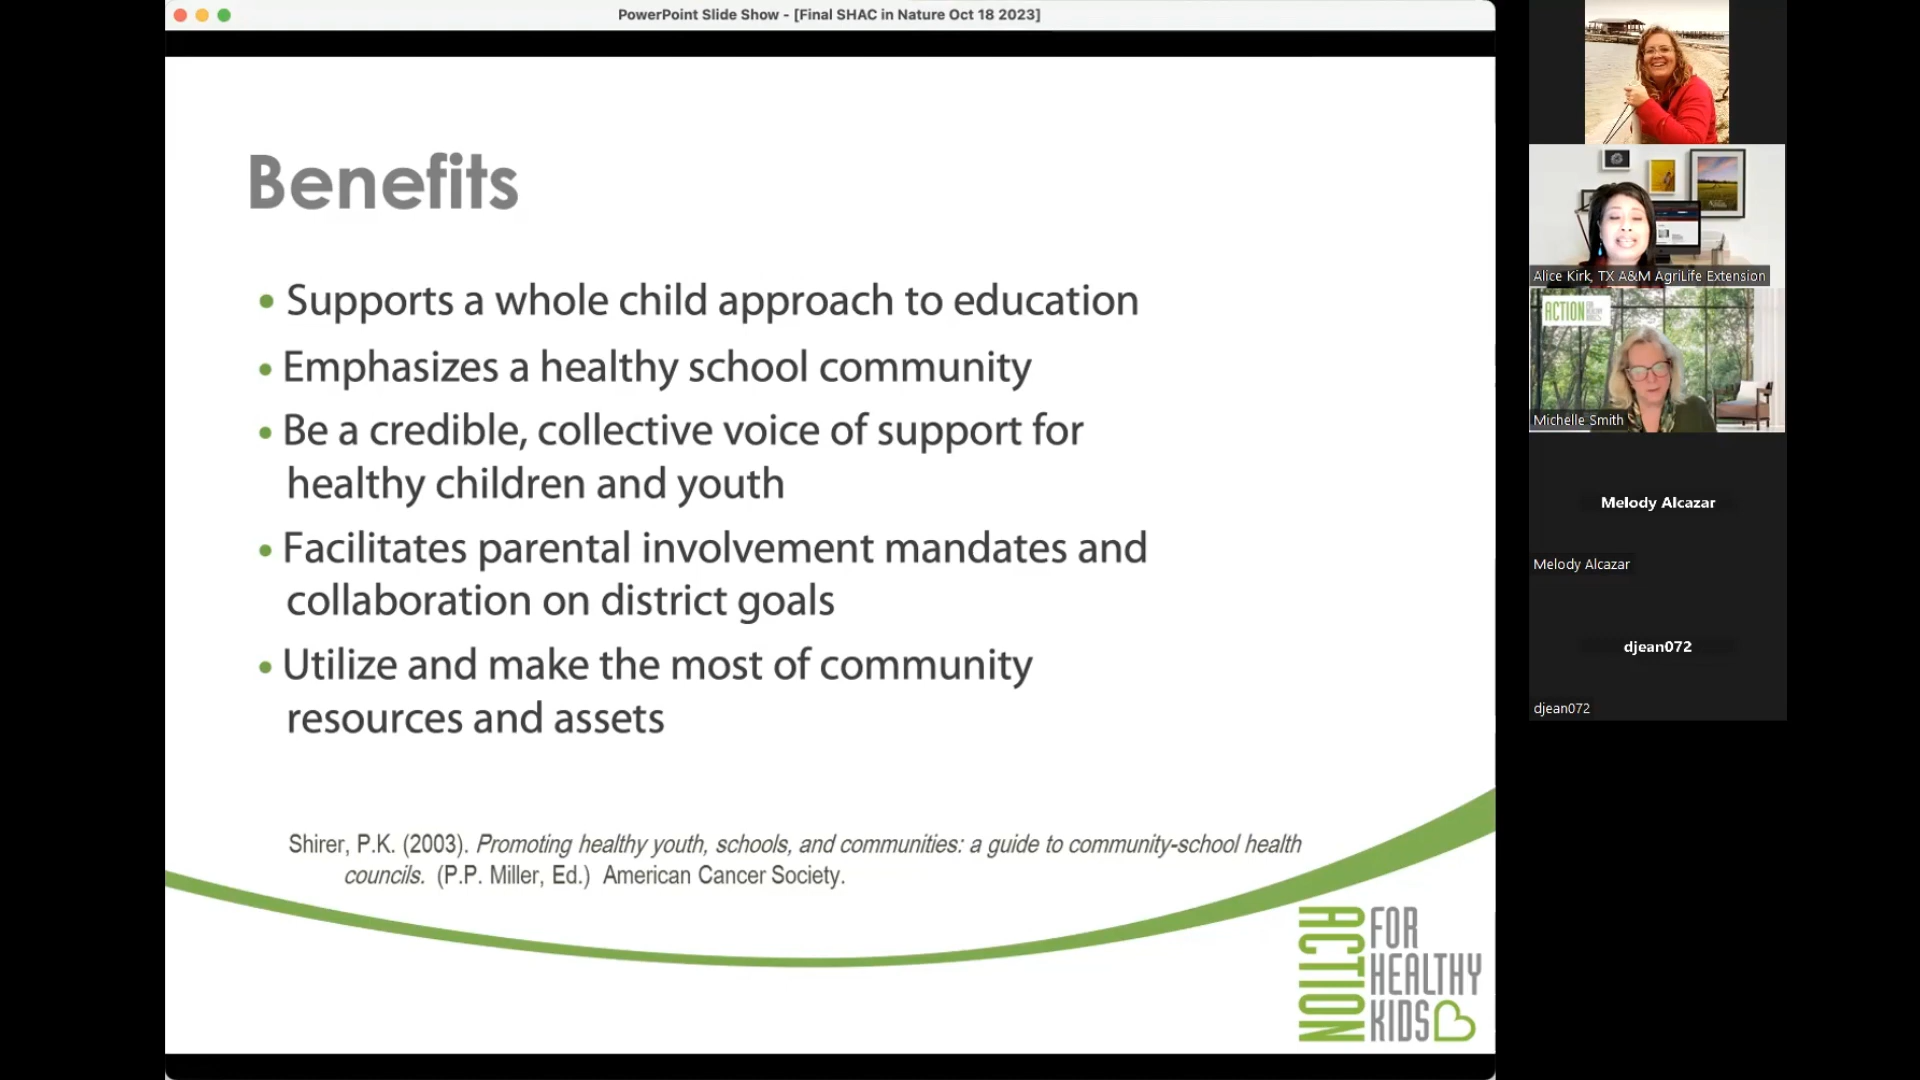 PowerPoint Slide Show - [Final SHAC in Nature Oct 18 2023]
Benefits
• Supports a whole child approach to education
• Emphasizes a healthy school community
• Be a credible, collective voice of support for
healthy children and youth
• Facilitates parental involvement mandates and
collaboration on district goals
• Utilize and make the most of community
resources and assets
Shirer, P.K. (2003). Promoting healthy youth, schools, and communities: a guide to community-school health
councils. (P.P. Miller, Ed.) American Cancer Society.
ACTION
FOR
HEALTHY
KIDS
Alice Kirk, TX A&M AgriLife Extension
ACTION
Michelle Smith
Melody Alcazar
Melody Alcazar
djean072
djean072